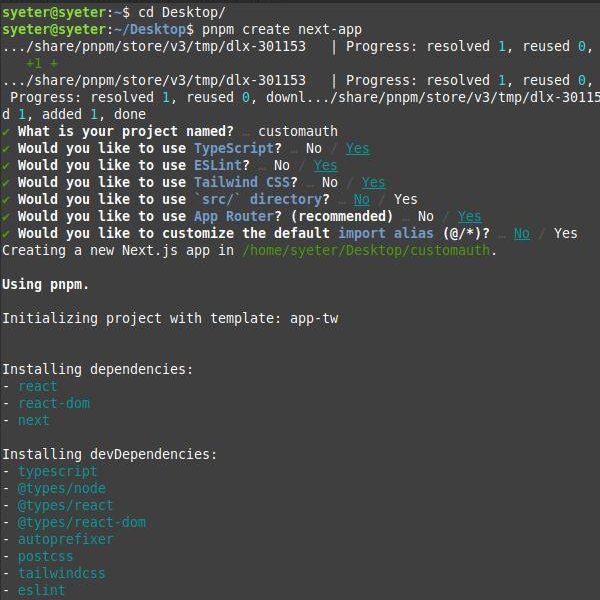 syeter@syeter:~$ cd Desktop/
syeter@syeter:~/Desktop$ pnpm create next-app
.../share/pnpm/store/v3/tmp/dlx-301153   | Progress: resolved 1, reused 0,
+1 +
.../share/pnpm/store/v3/tmp/dlx-301153   | Progress: resolved 1, reused 0,
Progress: resolved 1, reused 0, downl.../share/pnpm/store/v3/tmp/dlx-30115
d 1, added 1, done
✔ What is your project named? … customauth
✔ Would you like to use TypeScript? … No / Yes
✔ Would you like to use ESLint? … No / Yes
✔ Would you like to use Tailwind CSS? … No / Yes
✔ Would you like to use `src/` directory? … No / Yes
✔ Would you like to use App Router? (recommended) … No / Yes
✔ Would you like to customize the default import alias (@/*)? … No / Yes
Creating a new Next.js app in /home/syeter/Desktop/customauth.
Using pnpm.
Initializing project with template: app-tw
Installing dependencies:
- react
- react-dom
- next
Installing devDependencies:
- typescript
- @types/node
- @types/react
- @types/react-dom
- autoprefixer
- postcss
- tailwindcss
- eslint